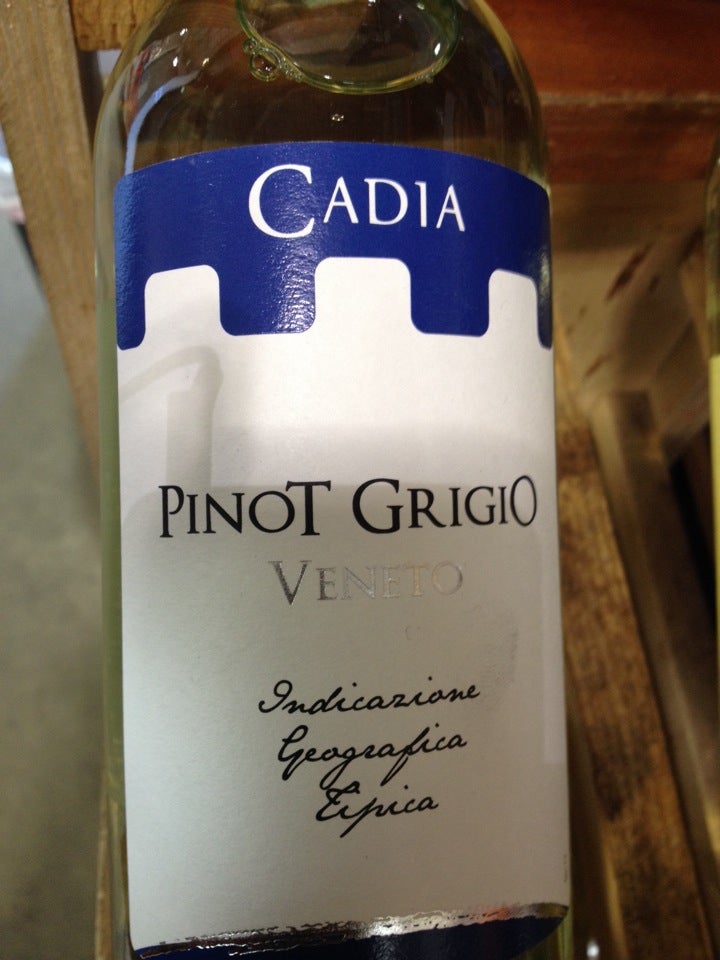 CADIA
PINOT GRIGIO
VENETO
Indicazione
Geografica
Tipica